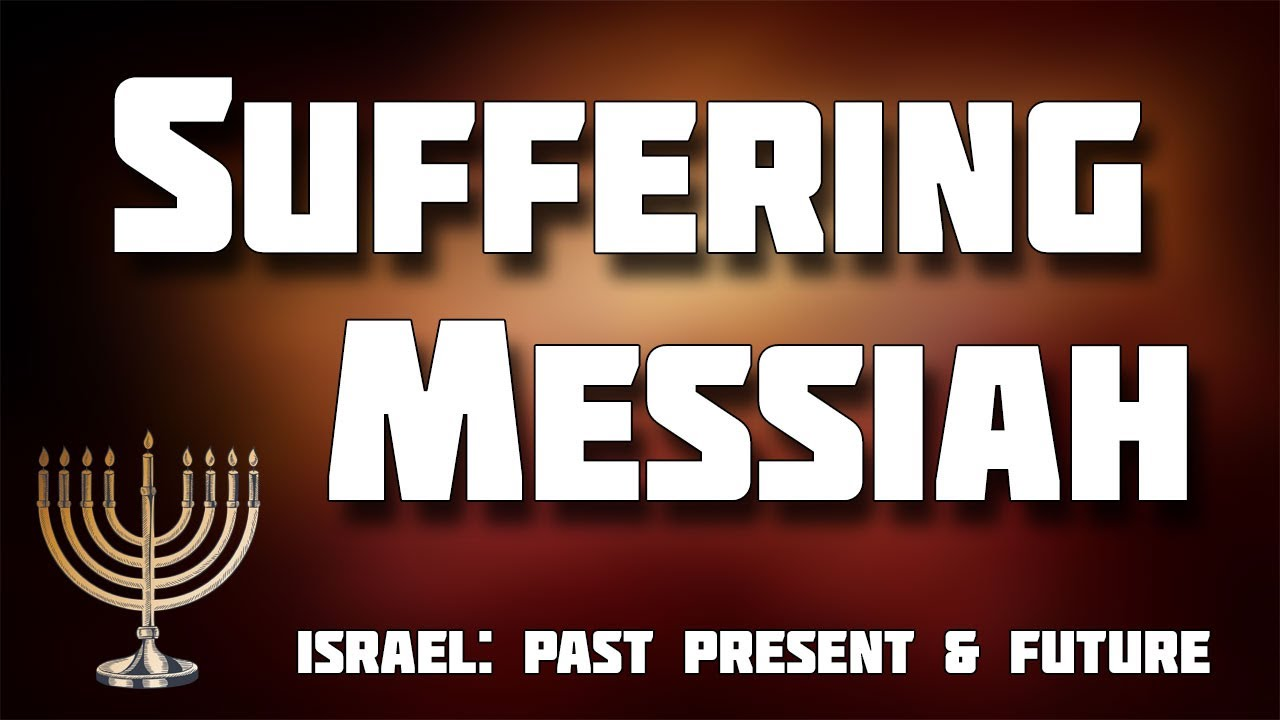 Suffering
Messiah
Israel: Past Present & Future